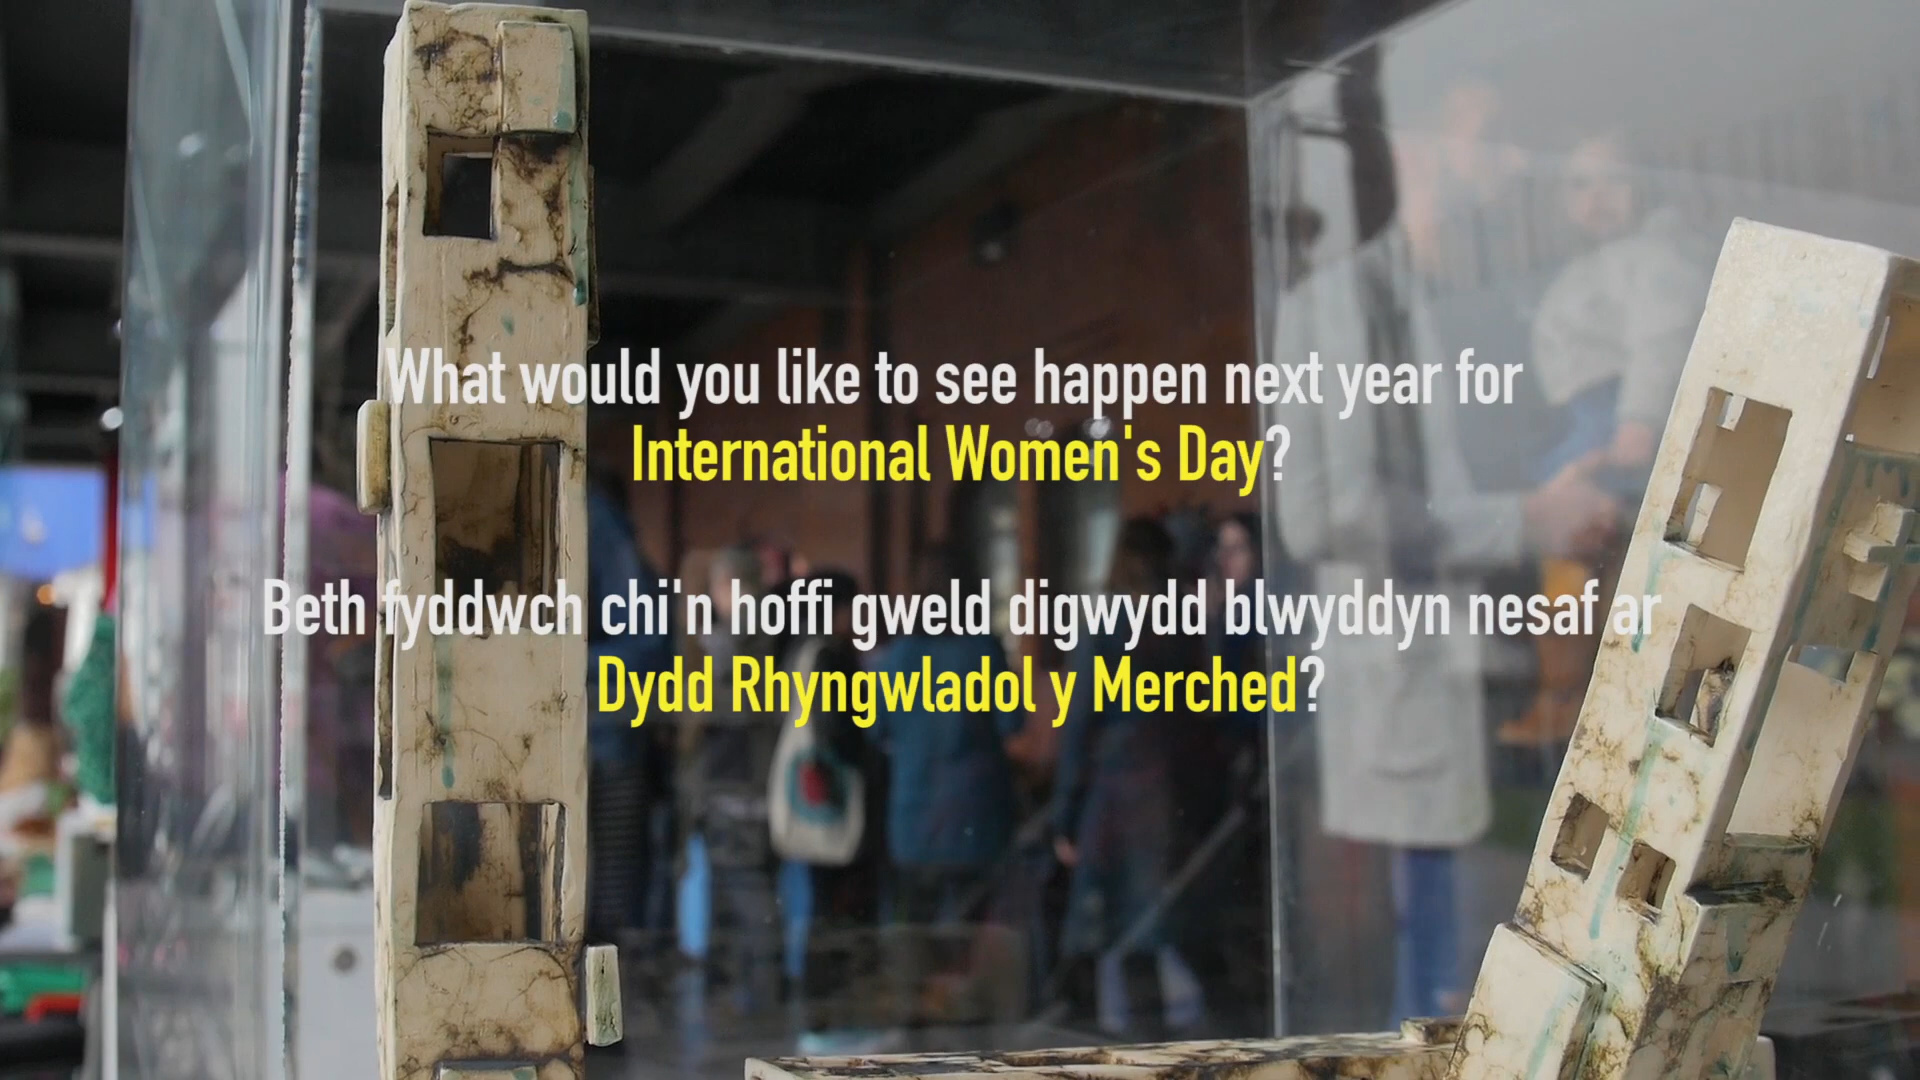 What would you like to see happen next year for
International Women's Day?
Beth fyddwch chi'n hoffi gweld digwydd blwyddyn nesaf ar
Dydd Rhyngwladol y Merched?